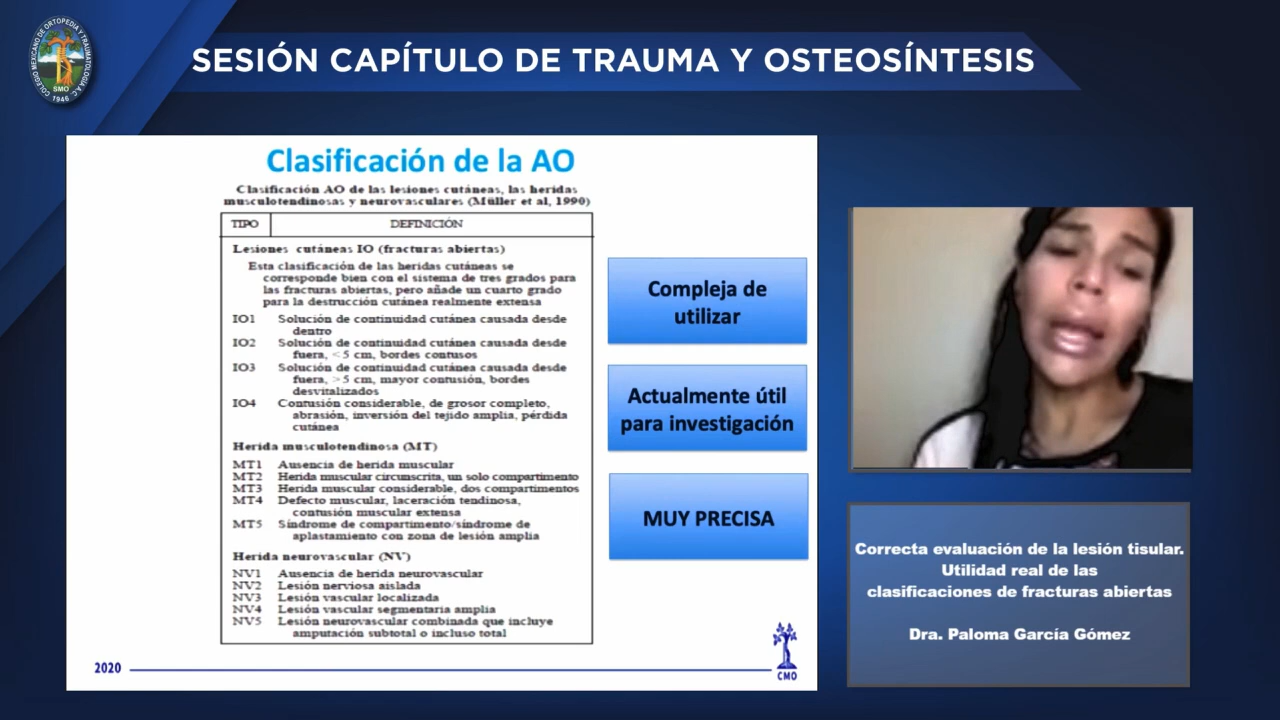 COLEGIO MEXICANO DE ORTOPEDIA Y TRAUMATOLOGÍA A.C.
SMO
1946
SESIÓN CAPÍTULO DE TRAUMA Y OSTEOSÍNTESIS
Clasificación de la AO
Clasificación AO de las lesiones cutáneas, las heridas
musculotendinosas y neurovasculares (Müller et al, 1990)
TIPO DEFINICIÓN
Lesiones cutáneas IO (fracturas abiertas)
Esta clasificación de las heridas cutáneas se
corresponde bien con el sistema de tres grados para
las fracturas abiertas, pero añade un cuarto grado
para la destrucción cutánea realmente extensa
IO1 Solución de continuidad cutánea causada desde
dentro
IO2 Solución de continuidad cutánea causada desde
fuera, < 5 cm, bordes contusos
IO3 Solución de continuidad cutánea causada desde
fuera, > 5 cm, mayor contusión, bordes
desvitalizados
IO4 Contusión considerable, de grosor completo,
abrasión, inversión del tejido amplia, pérdida
cutánea
Herida musculotendinosa (MT)
MT1 Ausencia de herida muscular
MT2 Herida muscular circunscrita, un solo compartimento
MT3 Herida muscular considerable, dos compartimentos
MT4 Defecto muscular, laceración tendinosa,
contusión muscular extensa
MT5 Síndrome de compartimento/síndrome de
aplastamiento con zona de lesión amplia
Herida neurovascular (NV)
NV1 Ausencia de herida neurovascular
NV2 Lesión nerviosa aislada
NV3 Lesión vascular localizada
NV4 Lesión vascular segmentaria amplia
NV5 Lesión neurovascular combinada que incluye
amputación subtotal o incluso total
Compleja de
utilizar
Actualmente útil
para investigación
MUY PRECISA
2020
CMO
Correcta evaluación de la lesión tisular.
Utilidad real de las
clasificaciones de fracturas abiertas
Dra. Paloma García Gómez